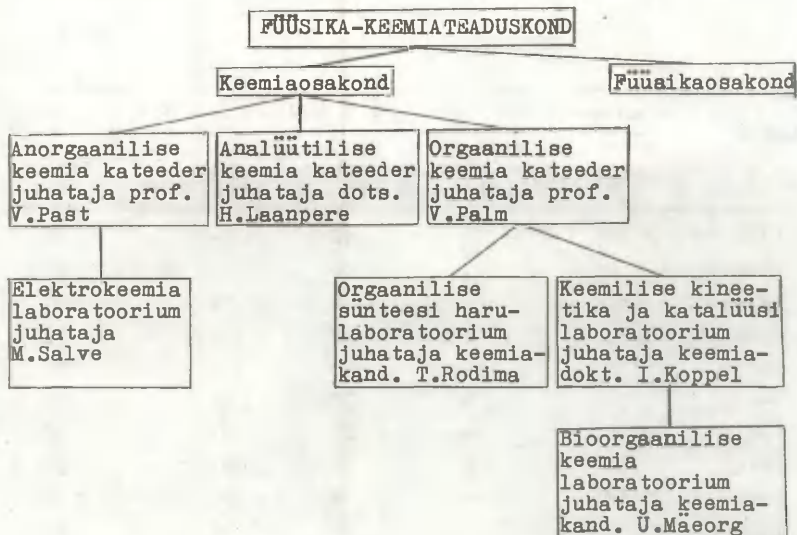 FÜÜSIKA-KEEMIATEADUSKOND
Keemiaosakond
Füüaikaosakond
Anorgaanilise
keemia kateeder
juhataja prof.
V.Past
Analüütilise
keemia kateeder
juhataja dots.
H.Laanpere
Orgaanilise
keemia kateeder
juhataja prof.
V.Palm
Elektrokeemia
laboratoorium
juhataja
M.Salve
Orgaanilise
sünteesi haru-
laboratoorium
juhataja keemia-
kand. T.Rodima
Keemilise kinee-
tika ja katalüüsi
laboratoorium
juhataja keemia-
dokt. I.Koppel
Bioorgaanilise
keemia
laboratoorium
juhataja keemia-
kand. U.Mäeorg